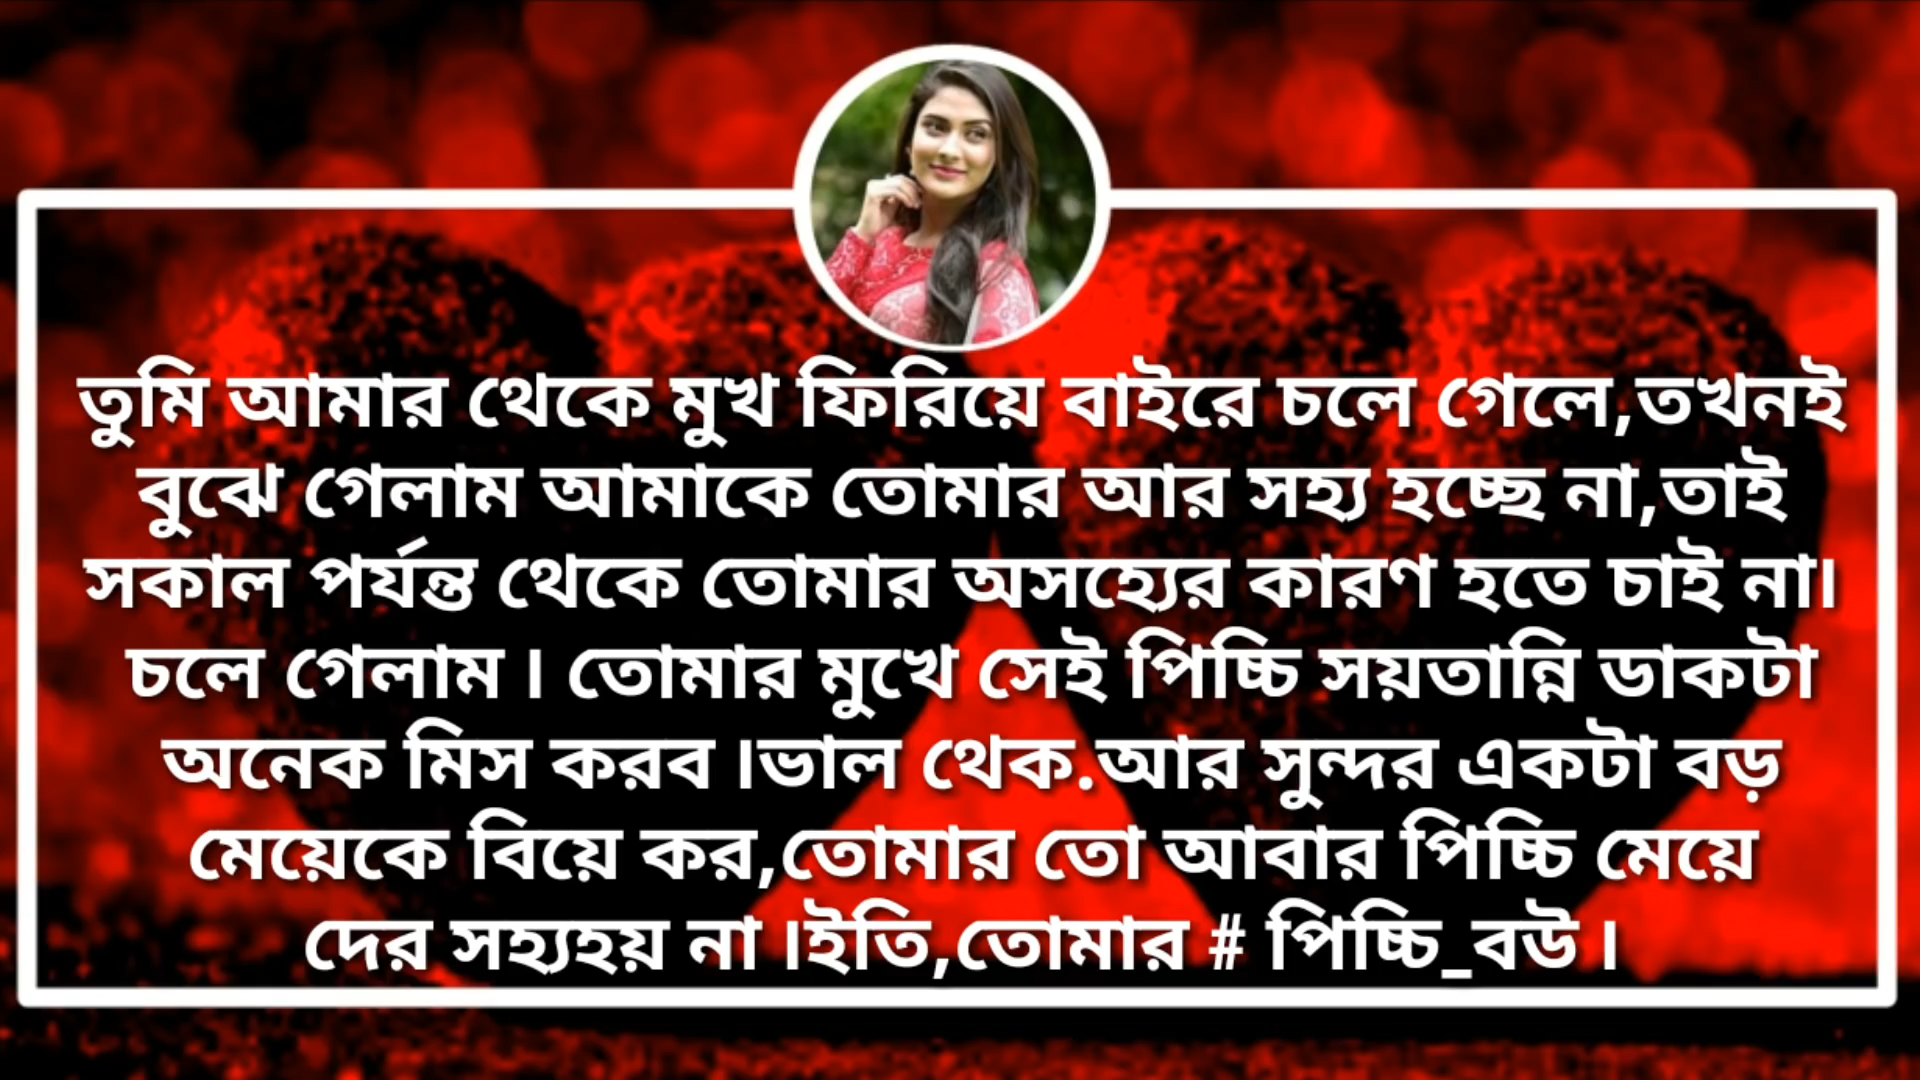 তুমি আমার থেকে মুখ ফিরিয়ে বাইরে চলে গেলে,তখনই
বুঝে গেলাম আমাকে তোমার আর সহ্য হচ্ছে না,তাই
সকাল পর্যন্ত থেকে তোমার অসহ্যের কারণ হতে চাই না।
চলে গেলাম । তোমার মুখে সেই পিচ্চি সয়তান্নি ডাকটা
অনেক মিস করব ।ভাল থেক.আর সুন্দর একটা বড়
মেয়েকে বিয়ে কর,তোমার তো আবার পিচ্চি মেয়ে
দের সহ্যহয় না ।ইতি,তোমার # পিচ্চি_বউ ।